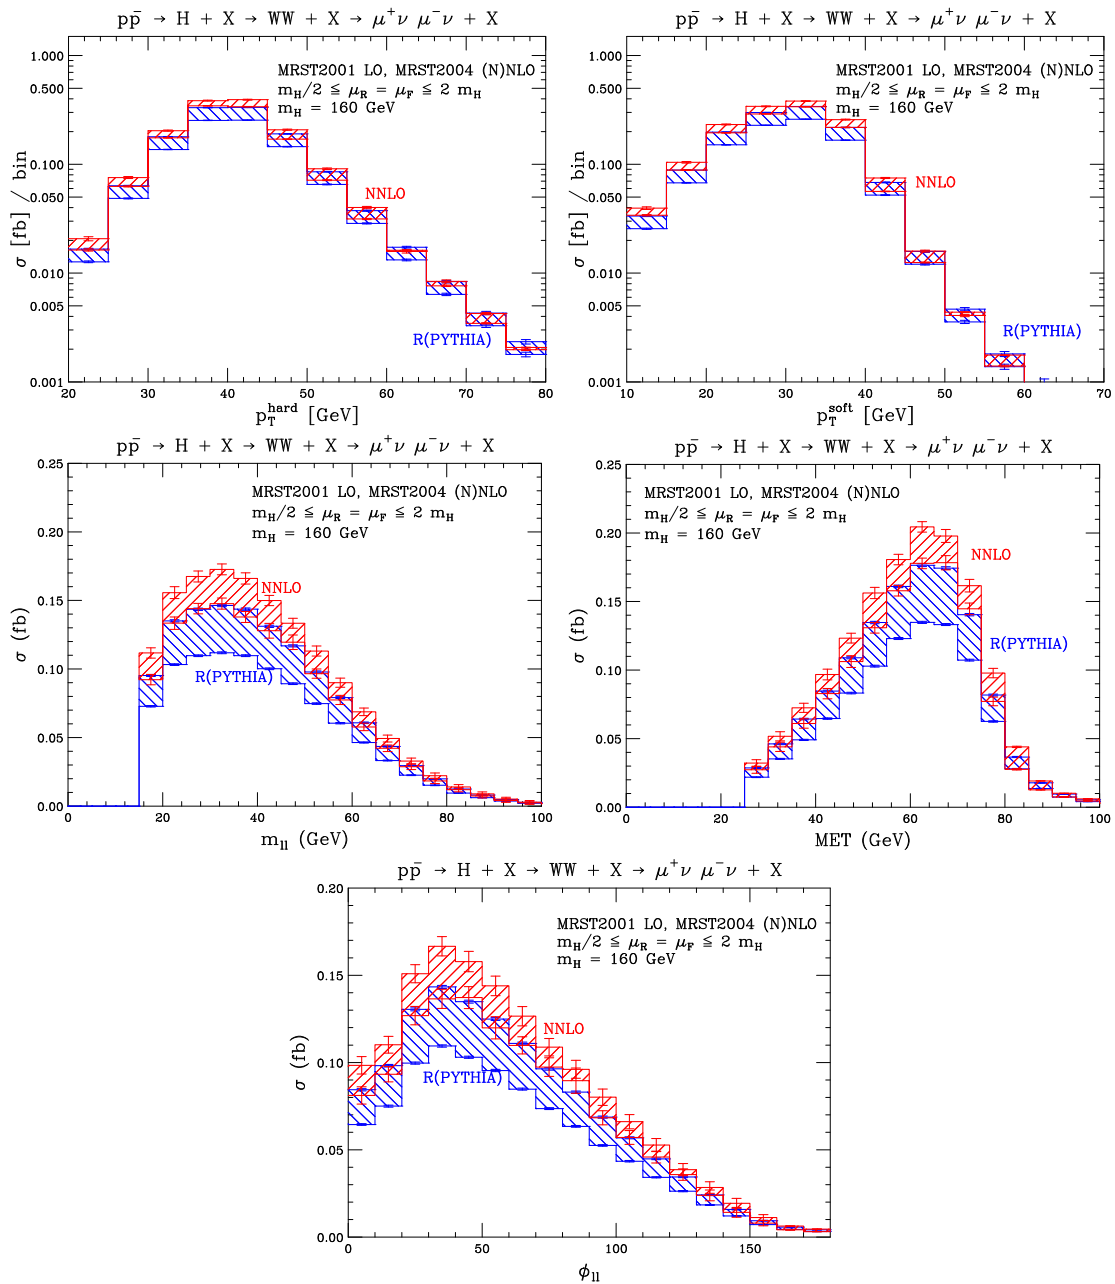 pp̄ → H + X → WW + X → μ⁺ν μ⁻ν + X
MRST2001 LO, MRST2004 (N)NLO
m_H/2 ≦ μ_R = μ_F ≦ 2 m_H
m_H = 160 GeV
NNLO
R(PYTHIA)
σ [fb] / bin
1.000
0.500
0.100
0.050
0.010
0.005
0.001
20 30 40 50 60 70 80
p_T^hard [GeV]
pp̄ → H + X → WW + X → μ⁺ν μ⁻ν + X
MRST2001 LO, MRST2004 (N)NLO
m_H/2 ≦ μ_R = μ_F ≦ 2 m_H
m_H = 160 GeV
NNLO
R(PYTHIA)
σ [fb] / bin
1.000
0.500
0.100
0.050
0.010
0.005
0.001
10 20 30 40 50 60 70
p_T^soft [GeV]
pp̄ → H + X → WW + X → μ⁺ν μ⁻ν + X
MRST2001 LO, MRST2004 (N)NLO
m_H/2 ≦ μ_R = μ_F ≦ 2 m_H
m_H = 160 GeV
NNLO
R(PYTHIA)
σ (fb)
0.25
0.20
0.15
0.10
0.05
0.00
0 20 40 60 80 100
m_ll (GeV)
pp̄ → H + X → WW + X → μ⁺ν μ⁻ν + X
MRST2001 LO, MRST2004 (N)NLO
m_H/2 ≦ μ_R = μ_F ≦ 2 m_H
m_H = 160 GeV
NNLO
R(PYTHIA)
σ (fb)
0.25
0.20
0.15
0.10
0.05
0.00
0 20 40 60 80 100
MET (GeV)
pp̄ → H + X → WW + X → μ⁺ν μ⁻ν + X
MRST2001 LO, MRST2004 (N)NLO
m_H/2 ≦ μ_R = μ_F ≦ 2 m_H
m_H = 160 GeV
NNLO
R(PYTHIA)
σ (fb)
0.20
0.15
0.10
0.05
0.00
0 50 100 150
φ_ll